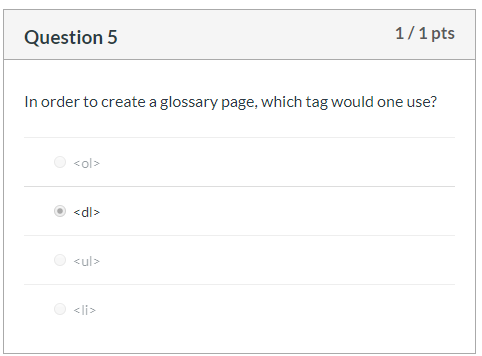 Question 5
1 / 1 pts
In order to create a glossary page, which tag would one use?
<ol>
<dl>
<ul>
<li>